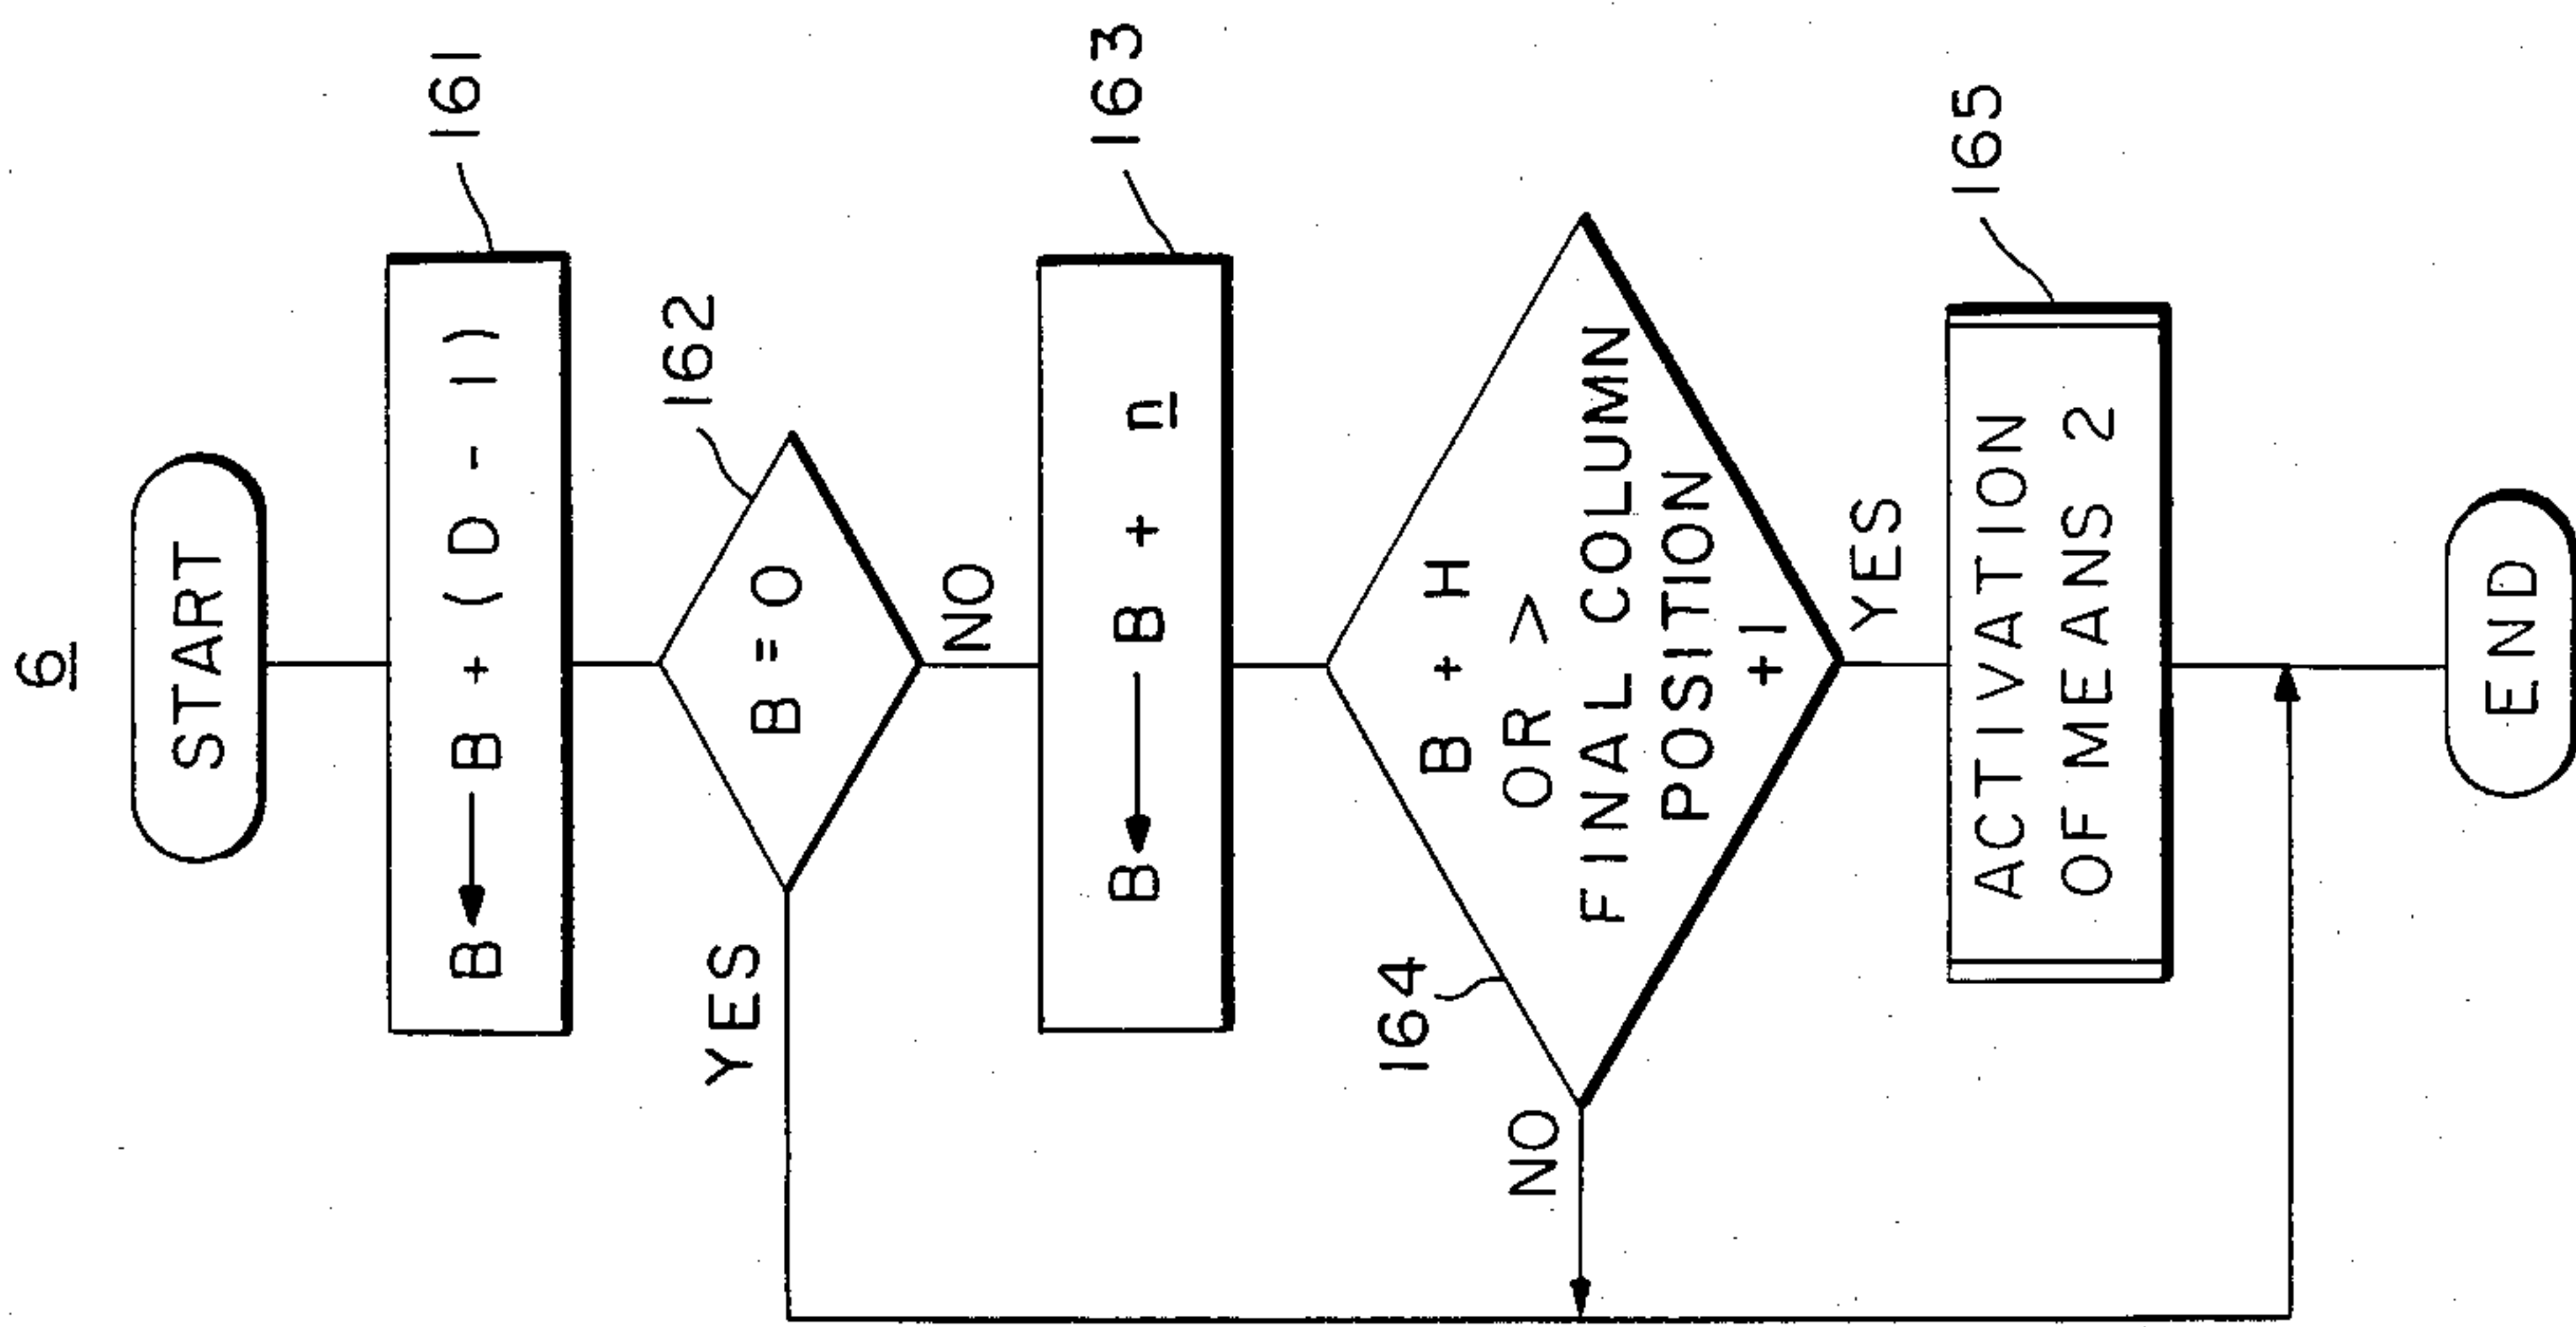 6
START
B ← B + ( D - 1 )
161
B = 0
162
YES
NO
B ← B + n
163
B + H
OR >
FINAL COLUMN
POSITION
+1
164
NO
YES
ACTIVATION
OF MEANS 2
165
END